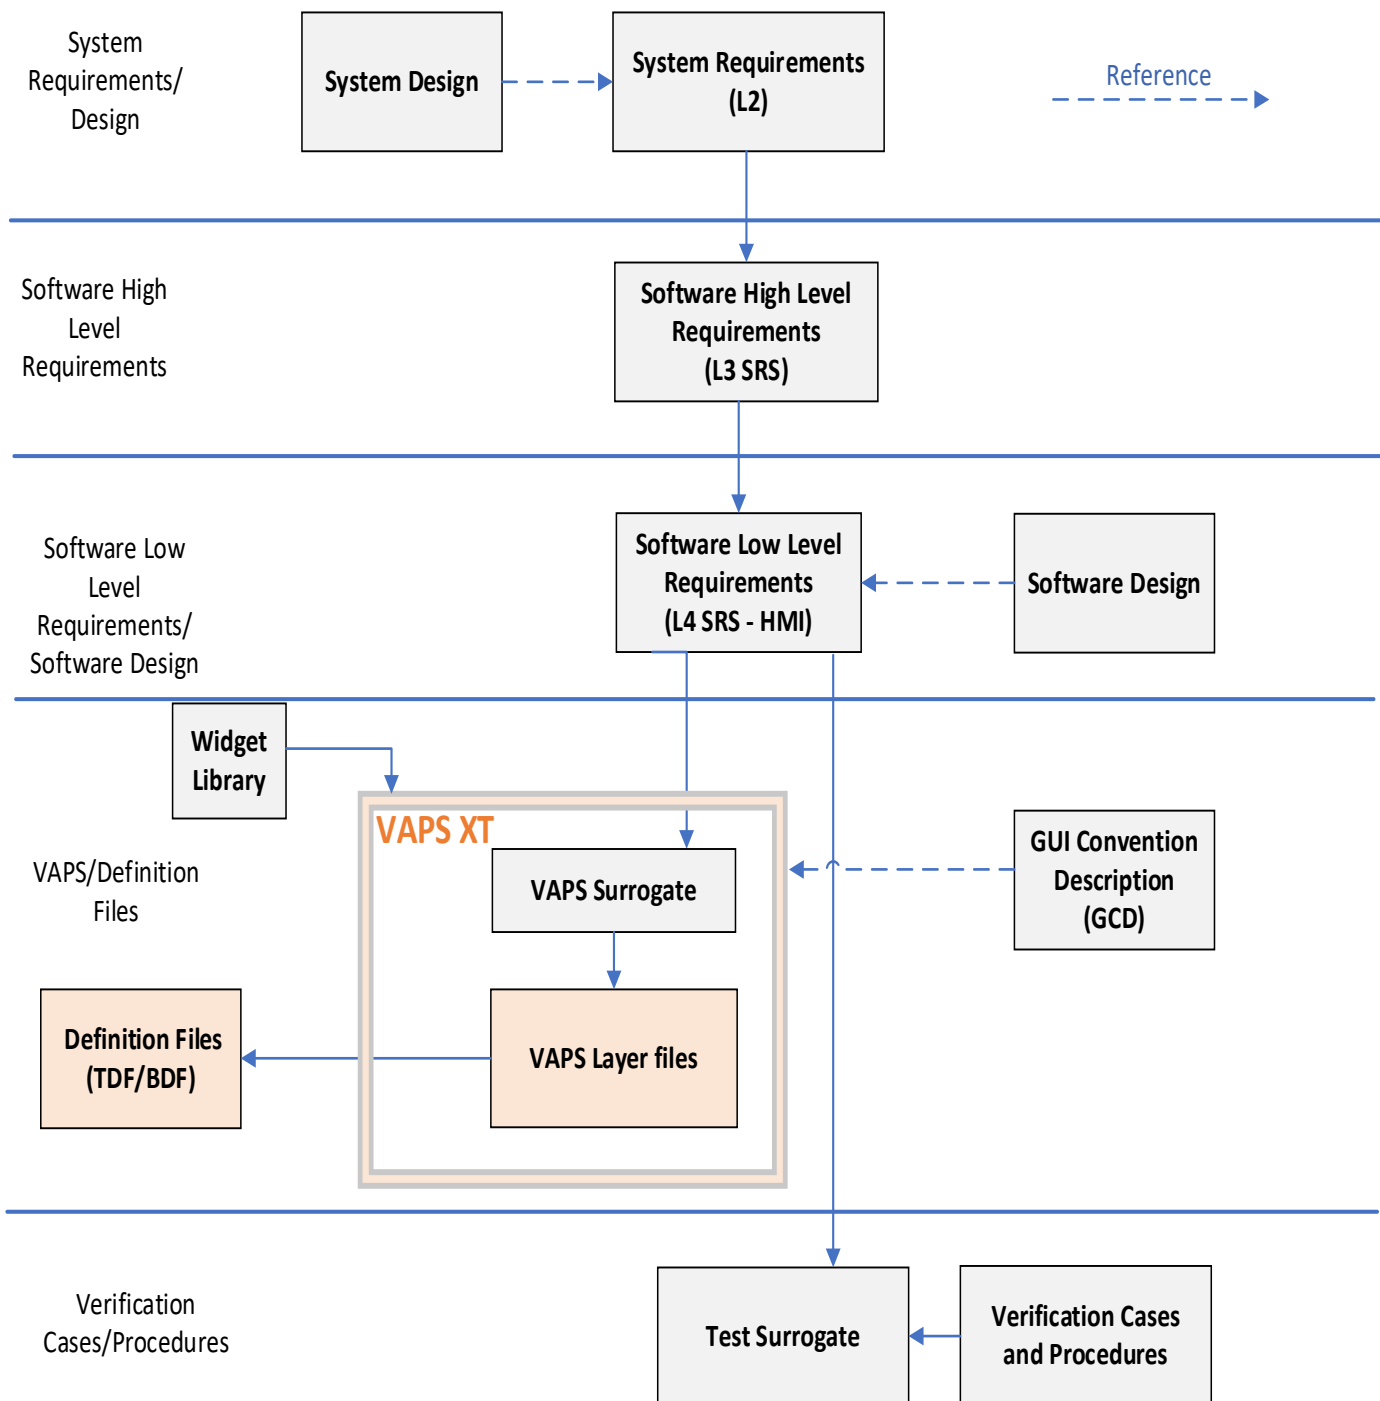 System
Requirements/
Design
System Design
System Requirements
(L2)
Reference
Software High
Level
Requirements
Software High Level
Requirements
(L3 SRS)
Software Low
Level
Requirements/
Software Design
Software Low Level
Requirements
(L4 SRS - HMI)
Software Design
Widget
Library
VAPS XT
VAPS/Definition
Files
VAPS Surrogate
GUI Convention
Description
(GCD)
Definition Files
(TDF/BDF)
VAPS Layer files
Verification
Cases/Procedures
Test Surrogate
Verification Cases
and Procedures